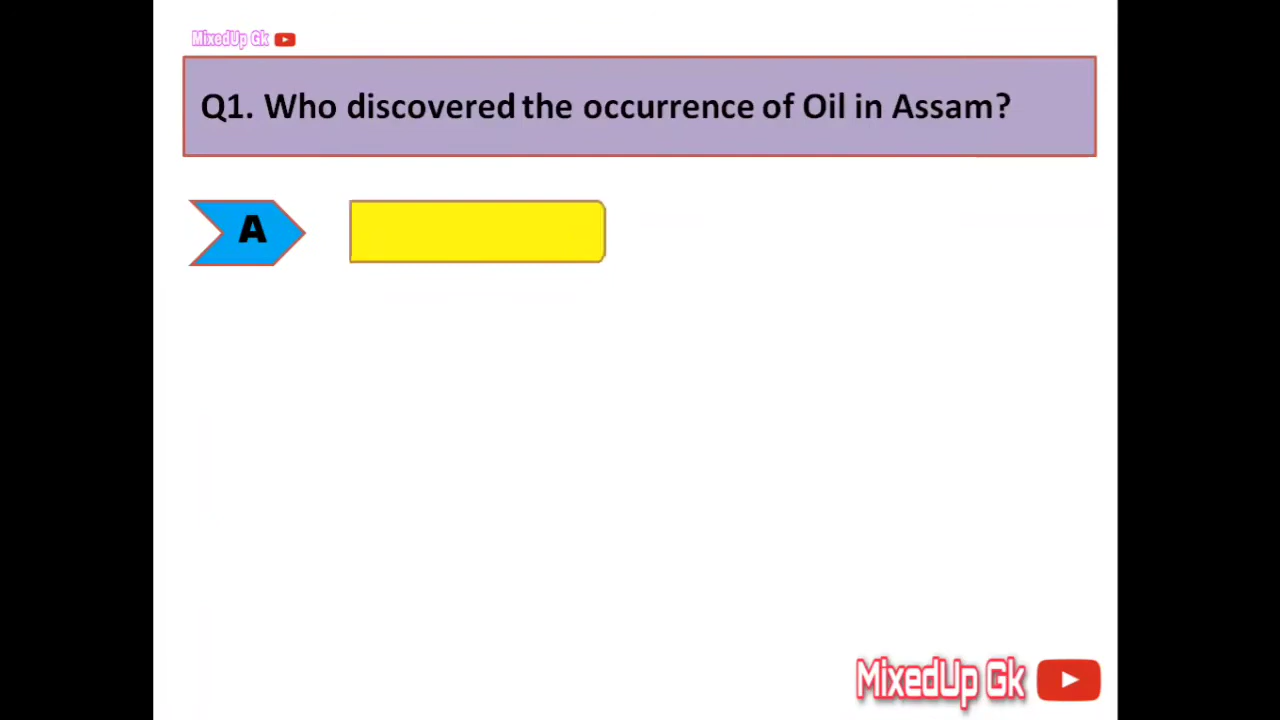 MixedUp Gk
Q1. Who discovered the occurrence of Oil in Assam?
A
MixedUp Gk